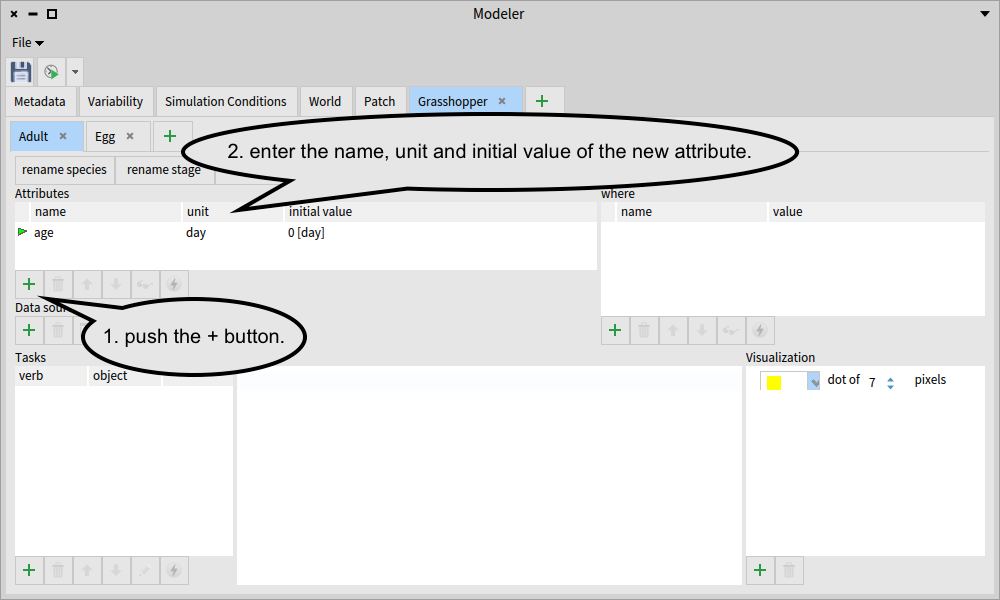 Modeler
File
Metadata Variability Simulation Conditions World Patch Grasshopper
Adult Egg
2. enter the name, unit and initial value of the new attribute.
rename species rename stage
Attributes where
name unit initial value name value
age day 0 [day]
Data sour
1. push the + button.
Tasks Visualization
verb object
dot of 7 pixels